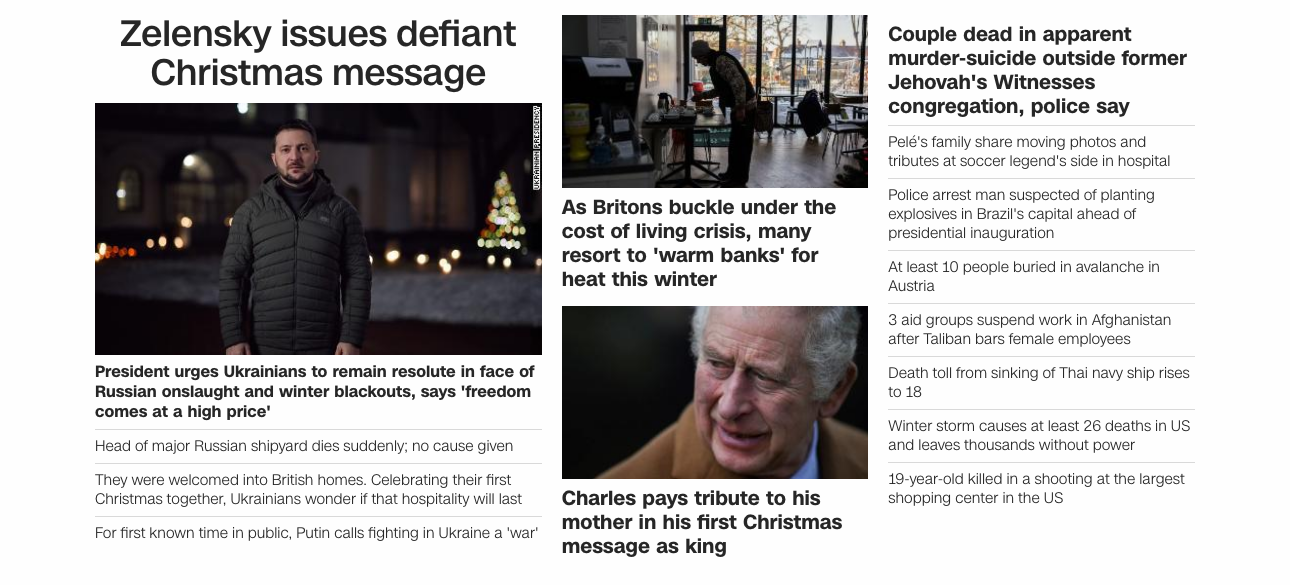 Zelensky issues defiant
Christmas message
UKRAINIAN PRESIDENCY
President urges Ukrainians to remain resolute in face of
Russian onslaught and winter blackouts, says 'freedom
comes at a high price'
Head of major Russian shipyard dies suddenly; no cause given
They were welcomed into British homes. Celebrating their first
Christmas together, Ukrainians wonder if that hospitality will last
For first known time in public, Putin calls fighting in Ukraine a 'war'
As Britons buckle under the
cost of living crisis, many
resort to 'warm banks' for
heat this winter
Charles pays tribute to his
mother in his first Christmas
message as king
Couple dead in apparent
murder-suicide outside former
Jehovah's Witnesses
congregation, police say
Pelé's family share moving photos and
tributes at soccer legend's side in hospital
Police arrest man suspected of planting
explosives in Brazil's capital ahead of
presidential inauguration
At least 10 people buried in avalanche in
Austria
3 aid groups suspend work in Afghanistan
after Taliban bars female employees
Death toll from sinking of Thai navy ship rises
to 18
Winter storm causes at least 26 deaths in US
and leaves thousands without power
19-year-old killed in a shooting at the largest
shopping center in the US